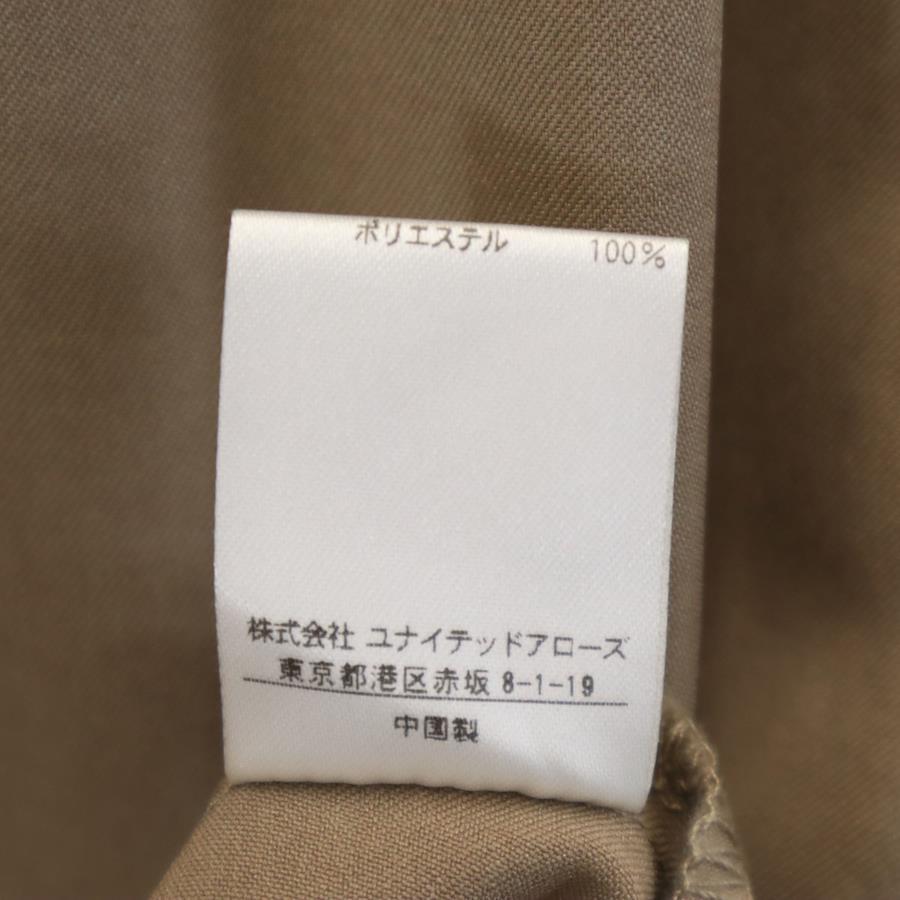 ポリエステル 100%
株式会社 ユナイテッドアローズ
東京都港区赤坂 8-1-19
中国製